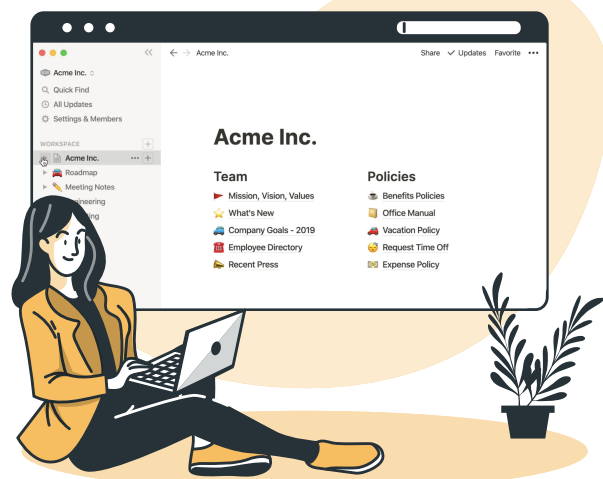 Acme Inc.
Share ✓ Updates Favorite •••
Acme Inc.
Quick Find
All Updates
Settings & Members
WORKSPACE
Acme Inc.
Roadmap
Meeting Notes
Acme Inc.
Team
Mission, Vision, Values
What's New
Company Goals - 2019
Employee Directory
Recent Press
Policies
Benefits Policies
Office Manual
Vacation Policy
Request Time Off
Expense Policy